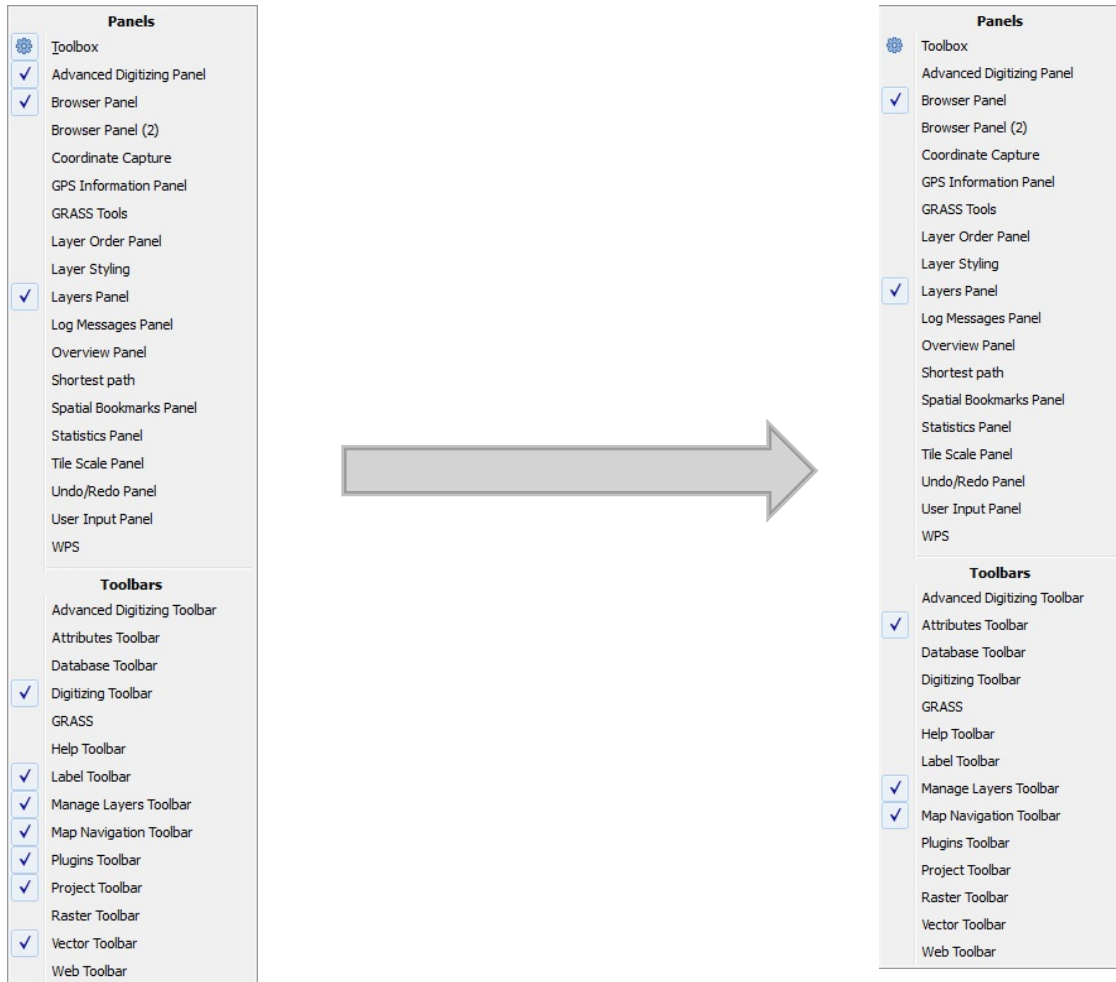 Panels
Toolbox
Advanced Digitizing Panel
Browser Panel
Browser Panel (2)
Coordinate Capture
GPS Information Panel
GRASS Tools
Layer Order Panel
Layer Styling
Layers Panel
Log Messages Panel
Overview Panel
Shortest path
Spatial Bookmarks Panel
Statistics Panel
Tile Scale Panel
Undo/Redo Panel
User Input Panel
WPS
Toolbars
Advanced Digitizing Toolbar
Attributes Toolbar
Database Toolbar
Digitizing Toolbar
GRASS
Help Toolbar
Label Toolbar
Manage Layers Toolbar
Map Navigation Toolbar
Plugins Toolbar
Project Toolbar
Raster Toolbar
Vector Toolbar
Web Toolbar
Panels
Toolbox
Advanced Digitizing Panel
Browser Panel
Browser Panel (2)
Coordinate Capture
GPS Information Panel
GRASS Tools
Layer Order Panel
Layer Styling
Layers Panel
Log Messages Panel
Overview Panel
Shortest path
Spatial Bookmarks Panel
Statistics Panel
Tile Scale Panel
Undo/Redo Panel
User Input Panel
WPS
Toolbars
Advanced Digitizing Toolbar
Attributes Toolbar
Database Toolbar
Digitizing Toolbar
GRASS
Help Toolbar
Label Toolbar
Manage Layers Toolbar
Map Navigation Toolbar
Plugins Toolbar
Project Toolbar
Raster Toolbar
Vector Toolbar
Web Toolbar